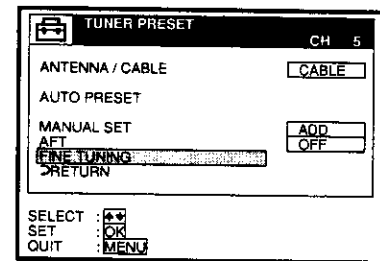 TUNER PRESET
CH 5
ANTENNA / CABLE CABLE
AUTO PRESET
MANUAL SET ADD
AFT OFF
FINE TUNING
RETURN
SELECT :
SET : OK
QUIT : MENU